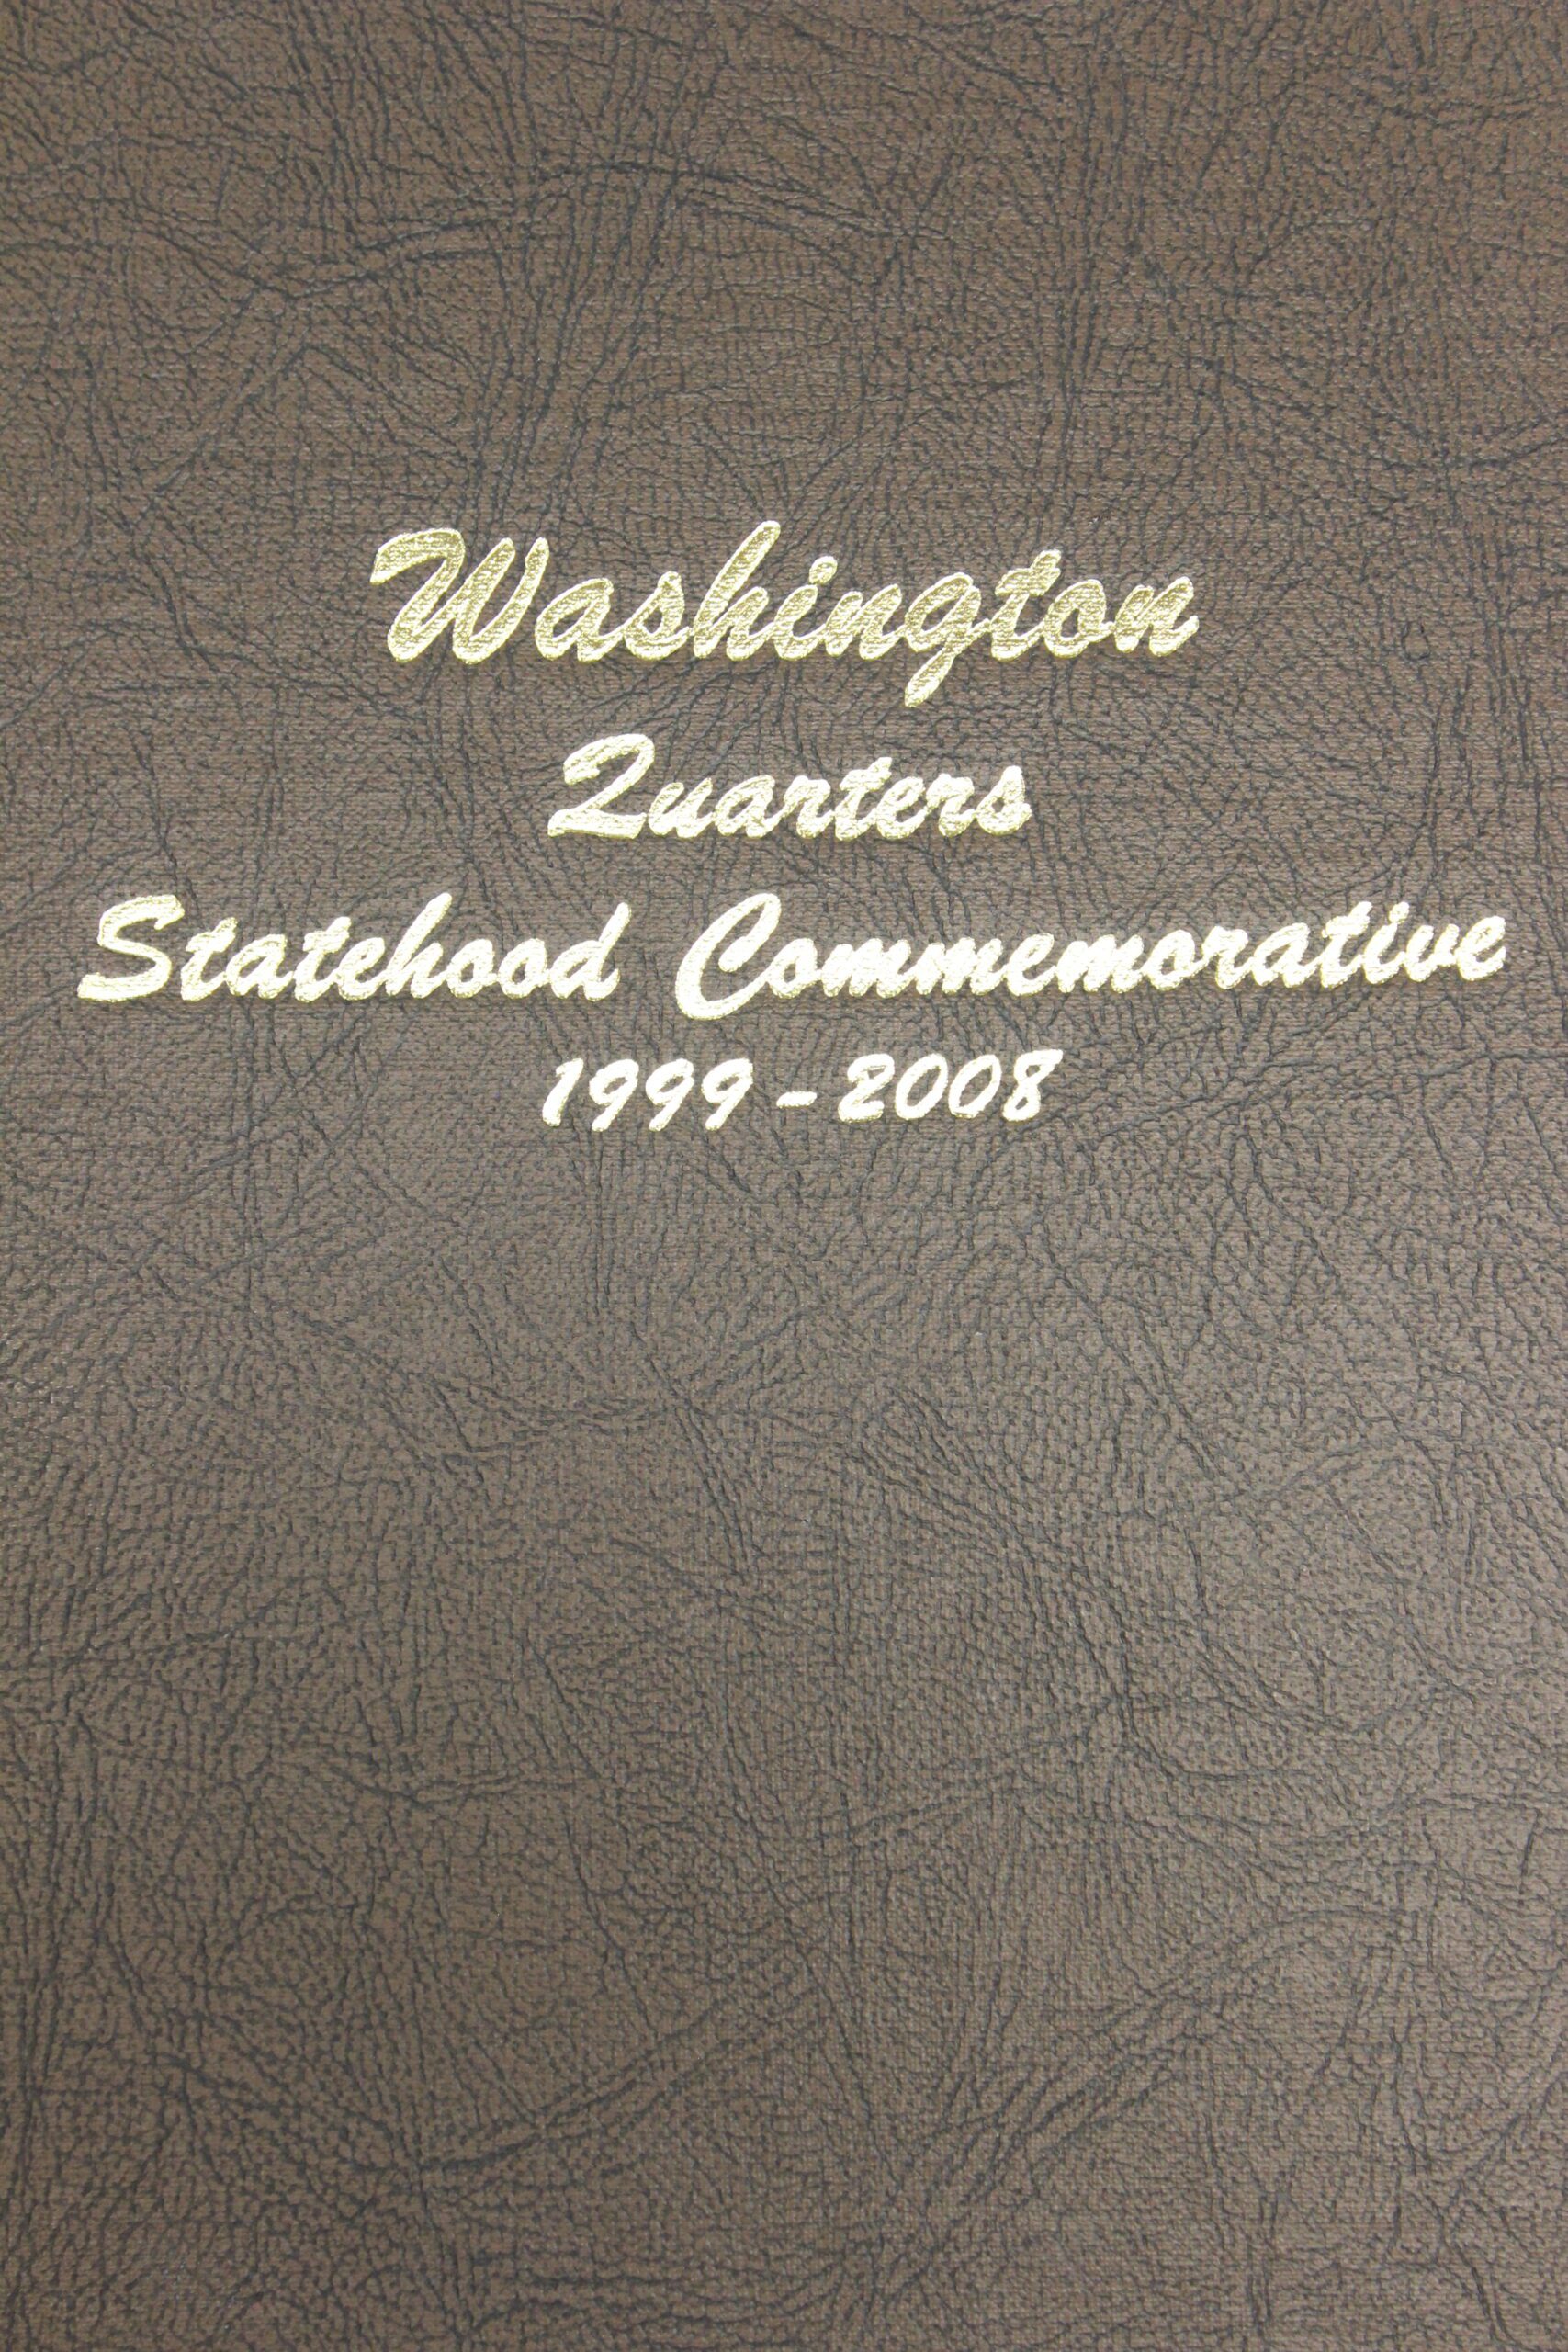 Washington
Quarters
Statehood Commemorative
1999-2008